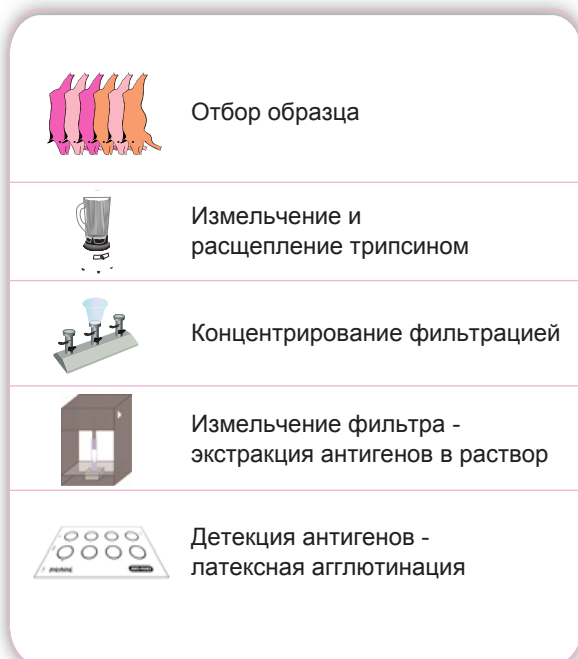 Отбор образца
Измельчение и
расщепление трипсином
Концентрирование фильтрацией
Измельчение фильтра -
экстракция антигенов в раствор
Детекция антигенов -
латексная агглютинация